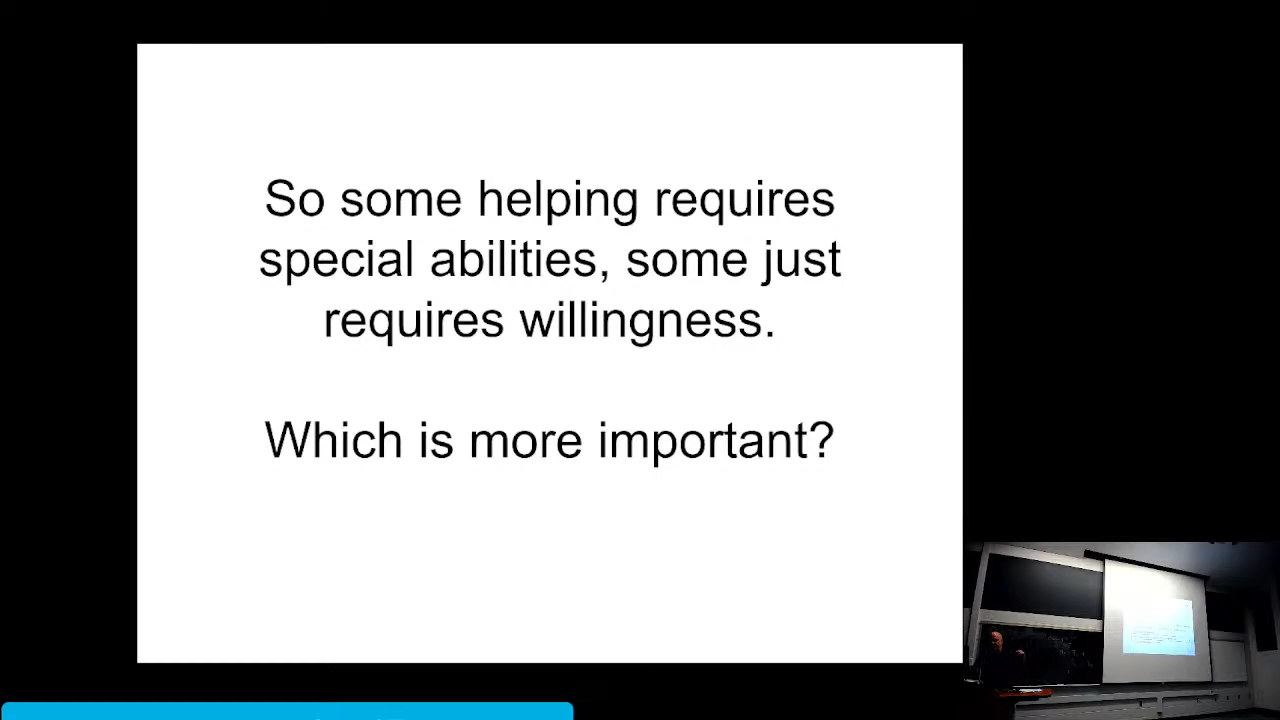 So some helping requires
special abilities, some just
requires willingness.
Which is more important?